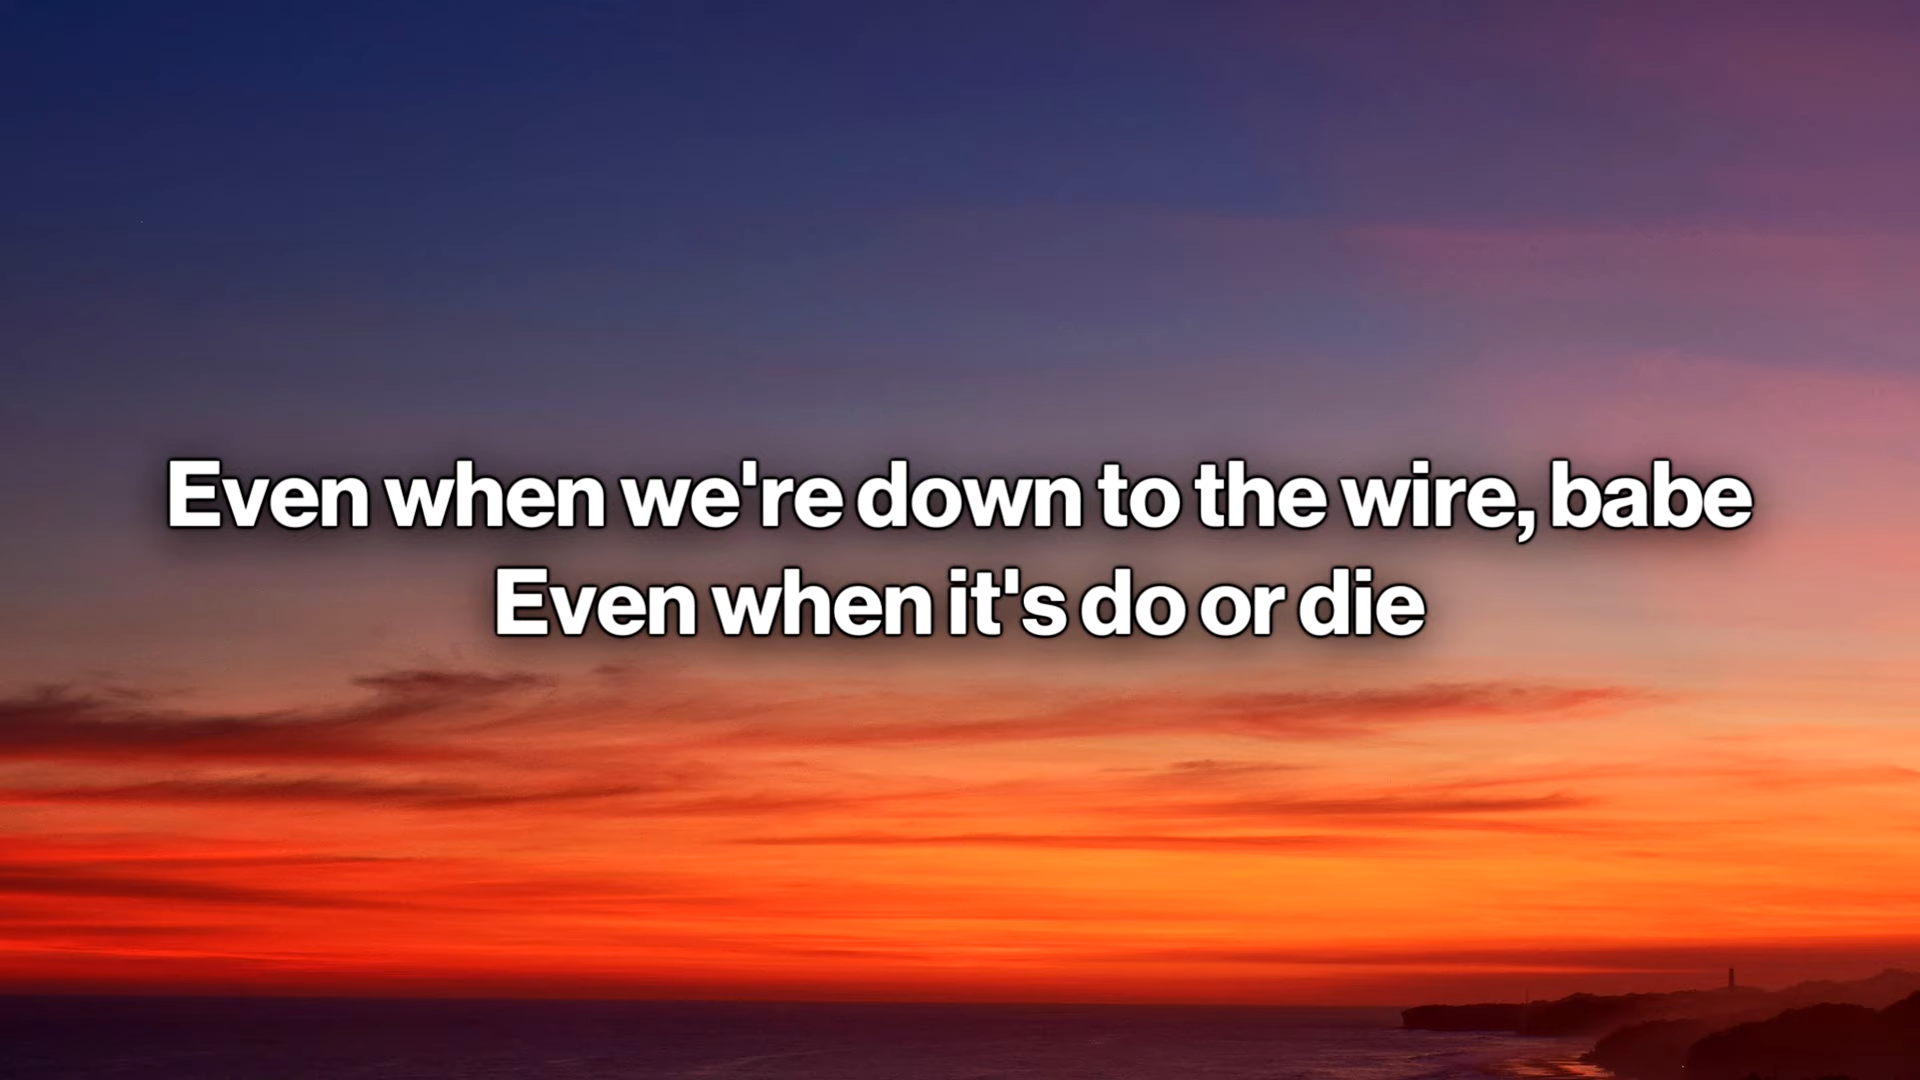 Even when we're down to the wire, babe
Even when it's do or die